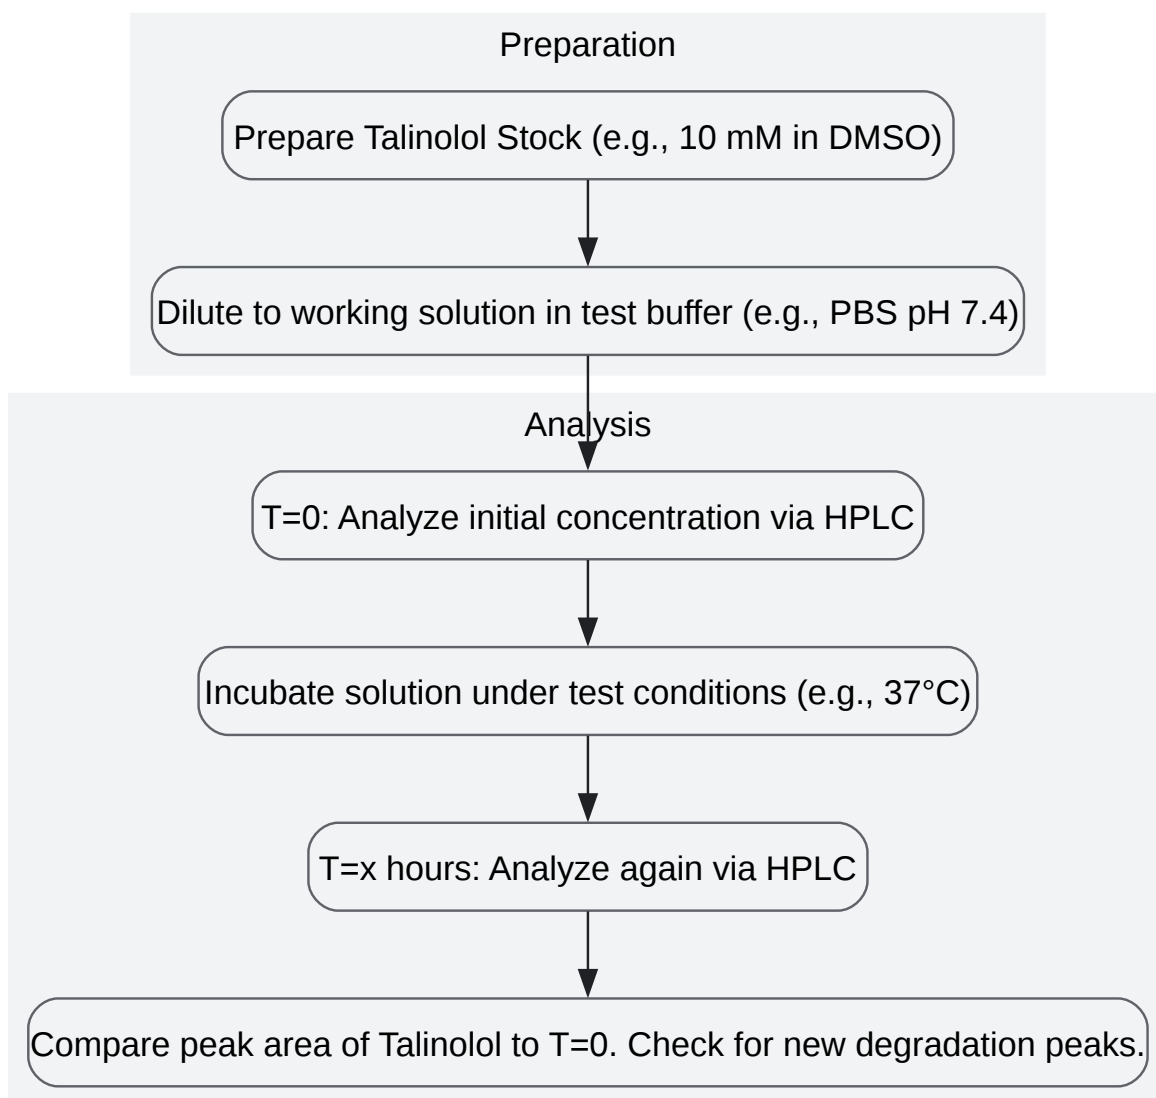 Preparation
Prepare Talinolol Stock (e.g., 10 mM in DMSO)
Dilute to working solution in test buffer (e.g., PBS pH 7.4)
Analysis
T=0: Analyze initial concentration via HPLC
Incubate solution under test conditions (e.g., 37°C)
T=x hours: Analyze again via HPLC
Compare peak area of Talinolol to T=0. Check for new degradation peaks.